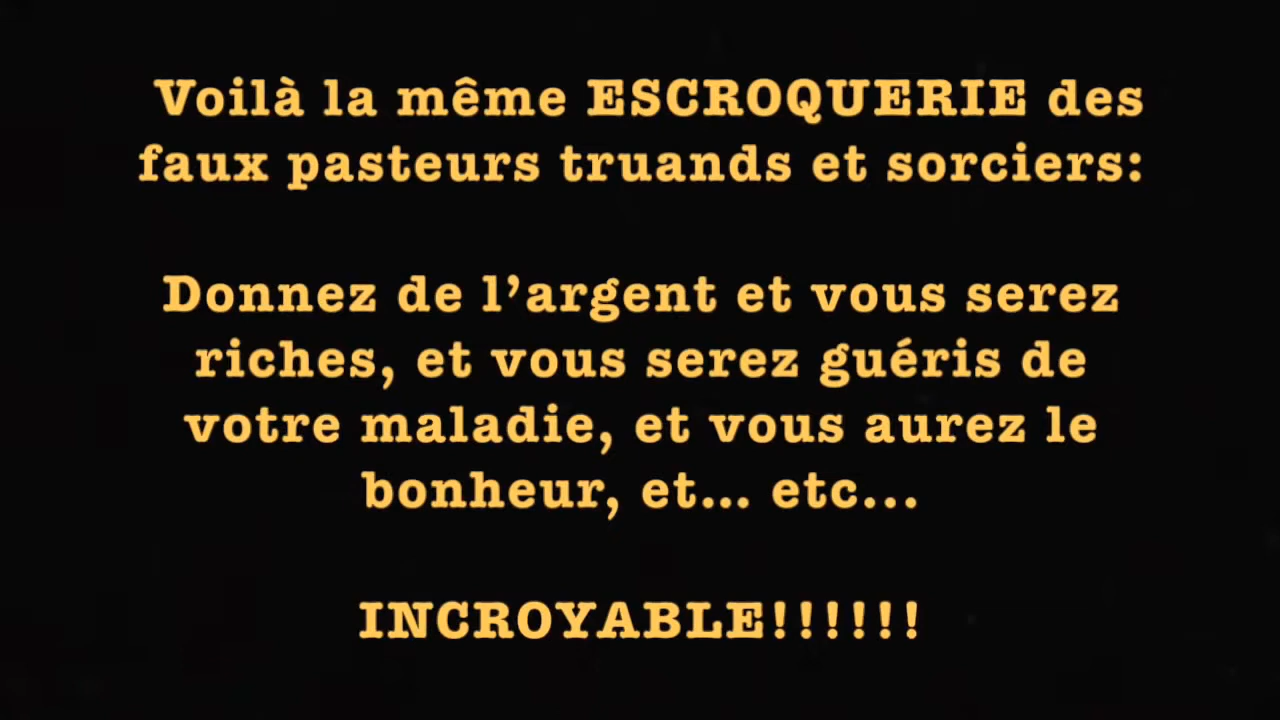 Voilà la même ESCROQUERIE des
faux pasteurs truands et sorciers:
Donnez de l’argent et vous serez
riches, et vous serez guéris de
votre maladie, et vous aurez le
bonheur, et... etc...
INCROYABLE!!!!!!